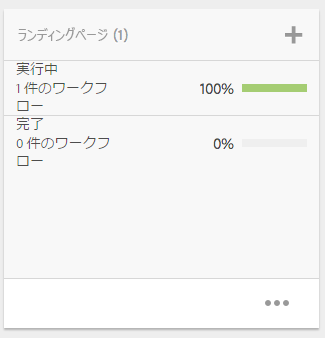 ランディングページ (1)
実行中
1 件のワークフ
ロー
100%
完了
0 件のワークフ
ロー
0%